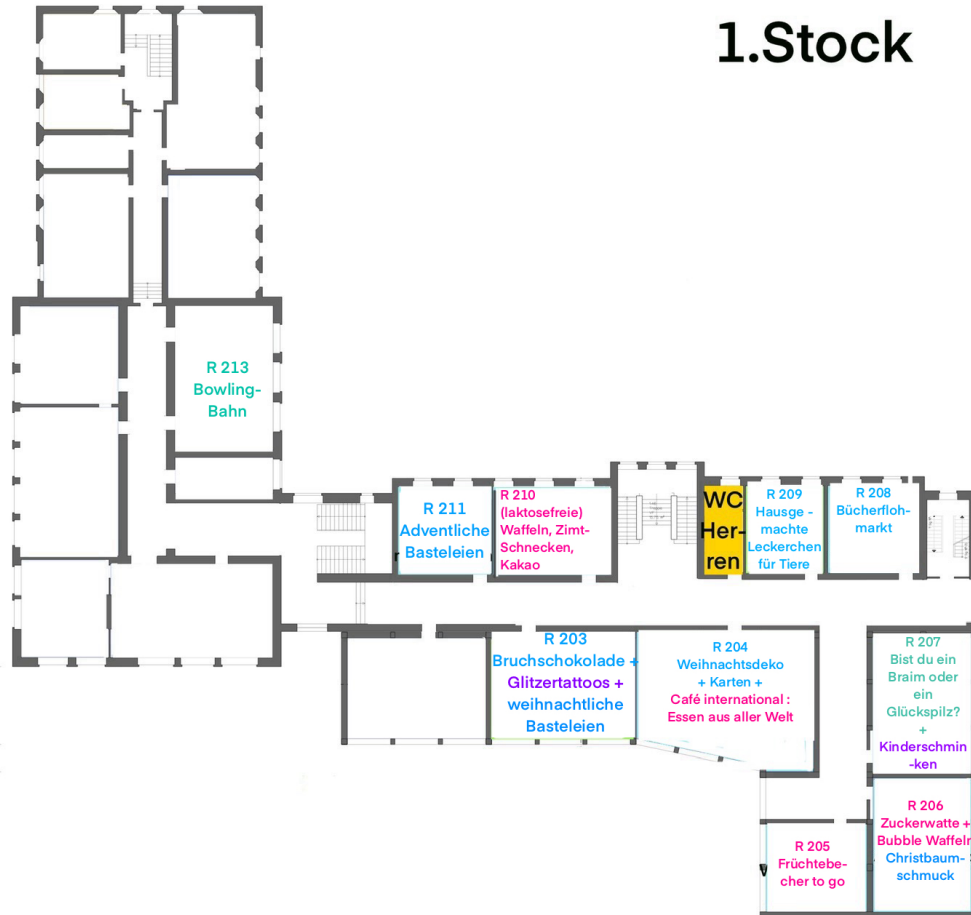 1.Stock
R 213
Bowling-
Bahn
R 211
Adventliche
Basteleien
R 210
(laktosefreie)
Waffeln, Zimt-
Schnecken,
Kakao
WC
Her-
ren
R 209
Hausge -
machte
Leckerchen
für Tiere
R 208
Bücherfloh-
markt
R 203
Bruchschokolade +
Glitzertattoos +
weihnachtliche
Basteleien
R 204
Weihnachtsdeko
+ Karten +
Café international :
Essen aus aller Welt
R 207
Bist du ein
Braim oder
ein
Glückspilz?
+
Kinderschmin
-ken
R 206
Zuckerwatte +
Bubble Waffeln
Christbaum-
schmuck
R 205
Früchtebe-
cher to go